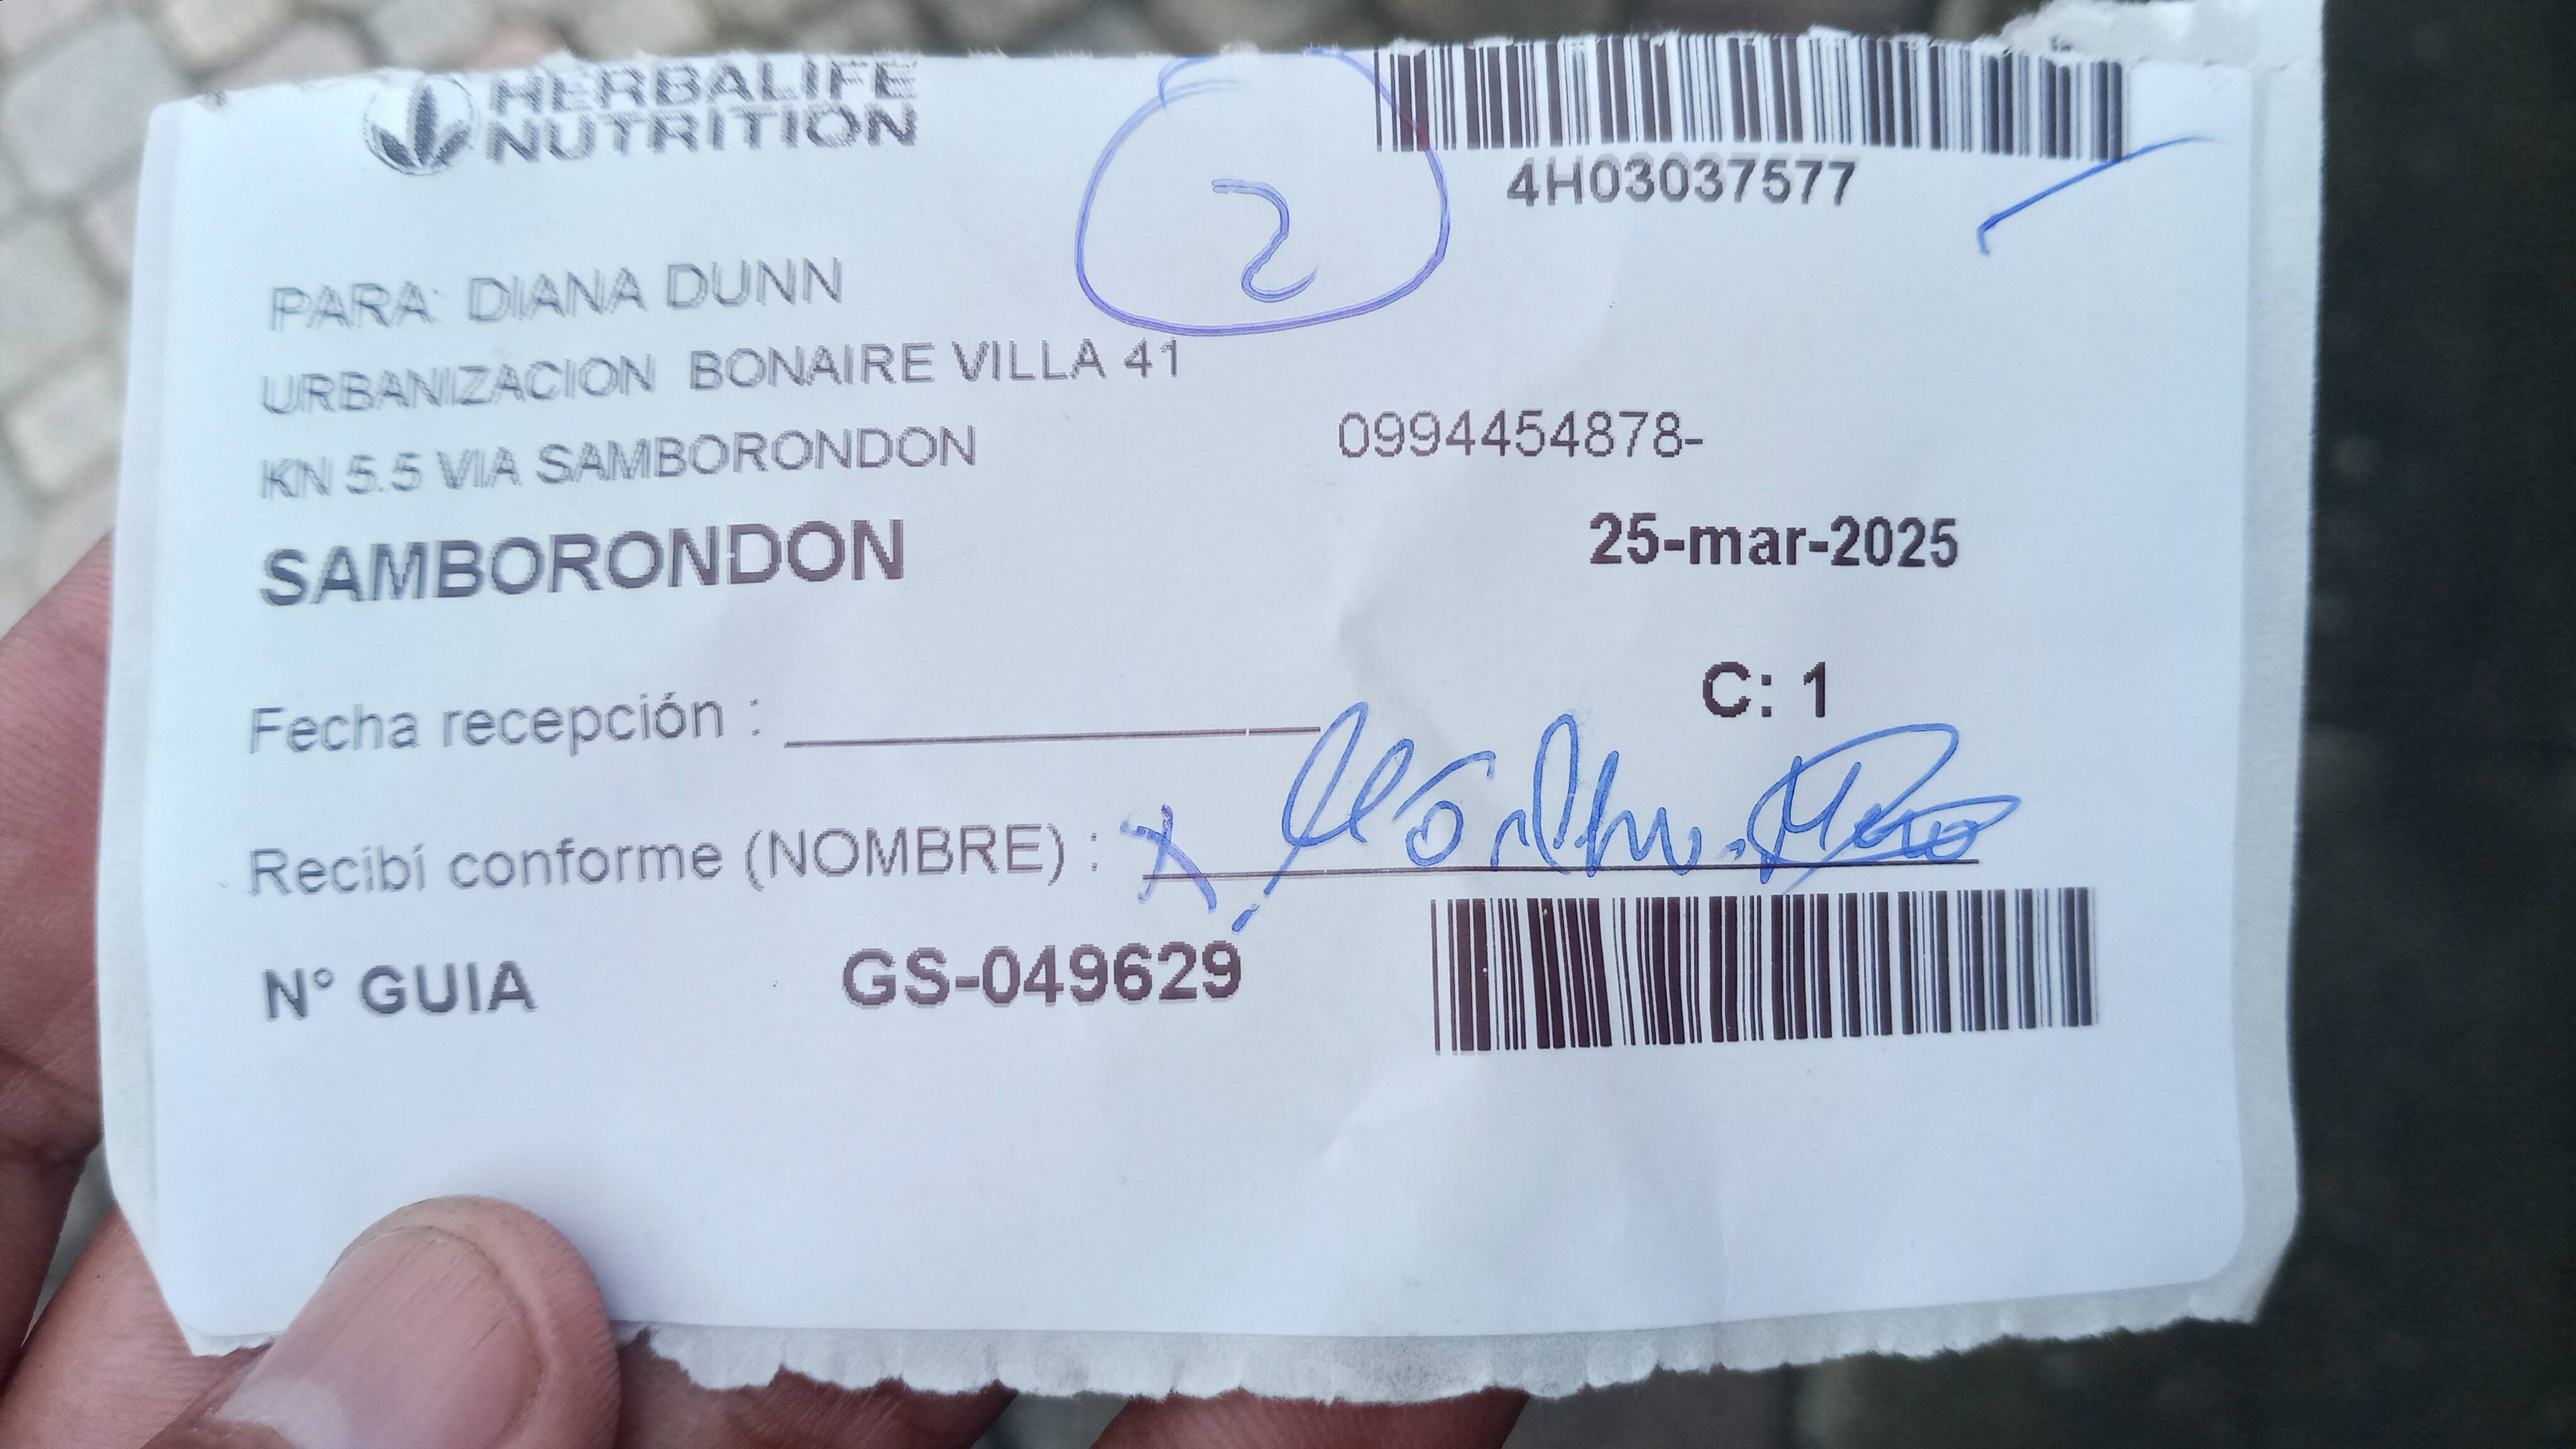 HERBALIFE
NUTRITION
2
4H03037577
PARA: DIANA DUNN
URBANIZACION BONAIRE VILLA 41
KN 5.5 VIA SAMBORONDON
0994454878-
SAMBORONDON
25-mar-2025
C: 1
Fecha recepción :
Recibí conforme (NOMBRE) : X
N° GUIA GS-049629